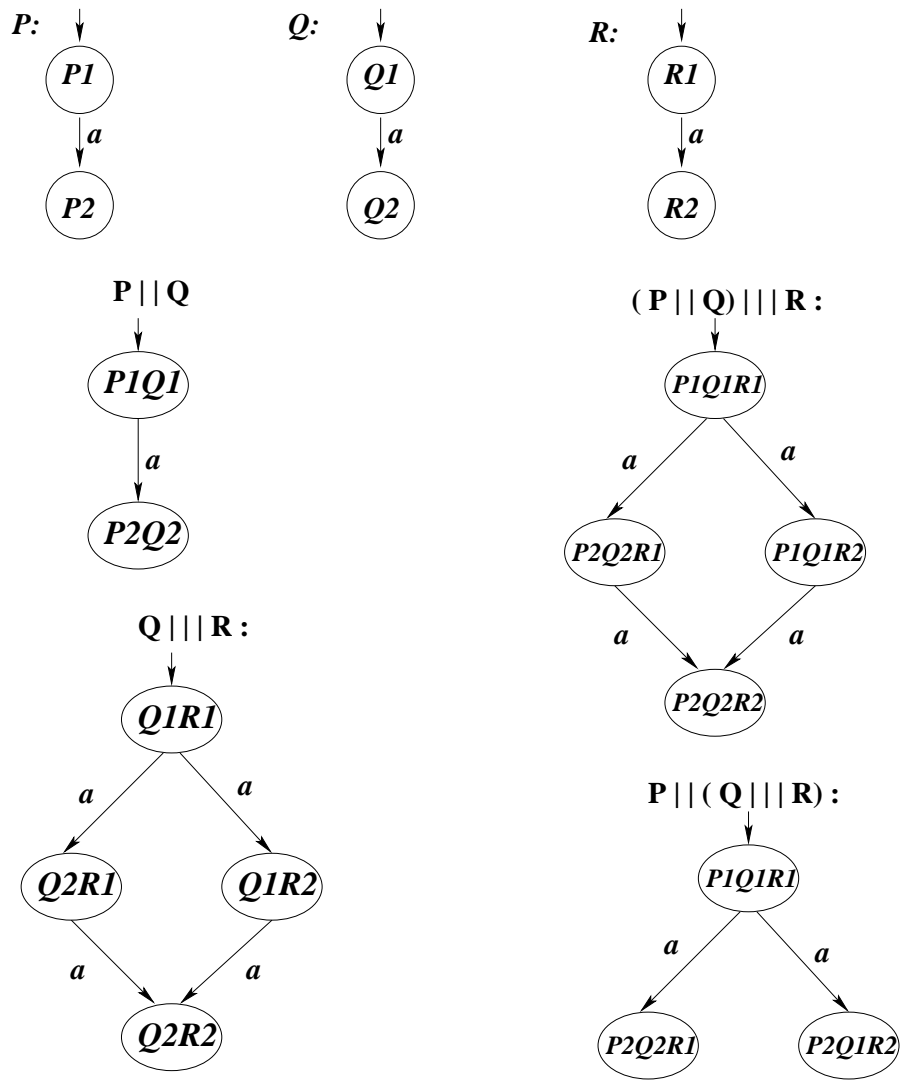 P: Q: R:
P1 Q1 R1
a a a
P2 Q2 R2
P || Q
P1Q1
a
P2Q2
( P || Q) ||| R :
P1Q1R1
a a
P2Q2R1 P1Q1R2
a a
P2Q2R2
Q ||| R :
Q1R1
a a
Q2R1 Q1R2
a a
Q2R2
P || ( Q ||| R) :
P1Q1R1
a a
P2Q2R1 P2Q1R2